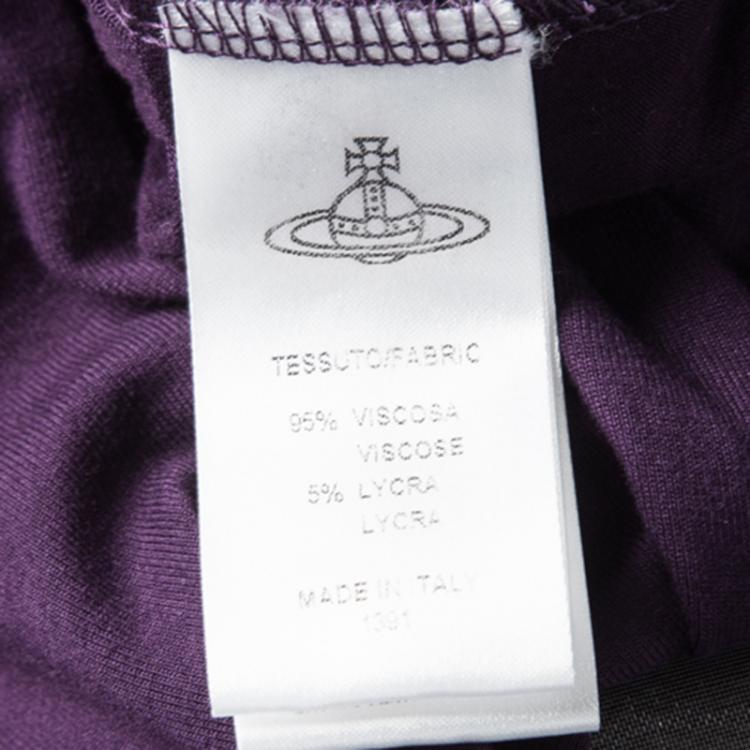 TESSUTO/FABRIC
95% VISCOSA
VISCOSE
5% LYCRA
LYCRA
MADE IN ITALY
1391